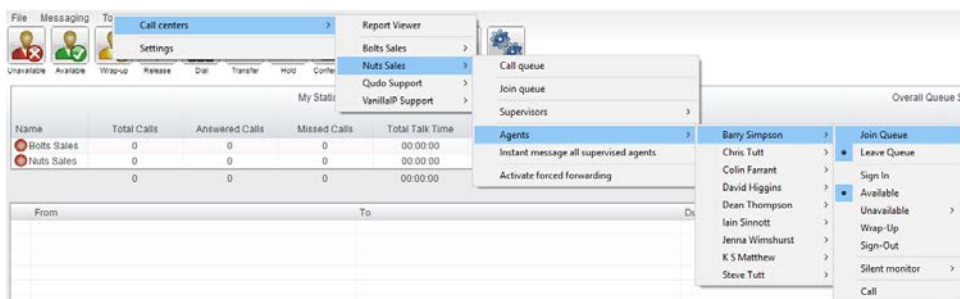 File Messaging To
Call centers
Settings
Unavailable Available Wrap-up Release Dial Transfer Hold
Report Viewer
Bolts Sales
Nuts Sales
Qudo Support
VanillaIP Support
Call queue
Join queue
Supervisors
Agents
Instant message all supervised agents
Activate forced forwarding
Barry Simpson
Chris Tutt
Colin Farrant
David Higgins
Dean Thompson
Iain Sinnott
Jenna Wimshurst
K S Matthew
Steve Tutt
Join Queue
Leave Queue
Sign In
Available
Unavailable
Wrap-Up
Sign-Out
Silent monitor
Call
My Statis
Overall Queue S
Name Total Calls Answered Calls Missed Calls Total Talk Time
Bolts Sales 0 0 0 00:00:00
Nuts Sales 0 0 0 00:00:00
0 0 0 00:00:00
From To Du